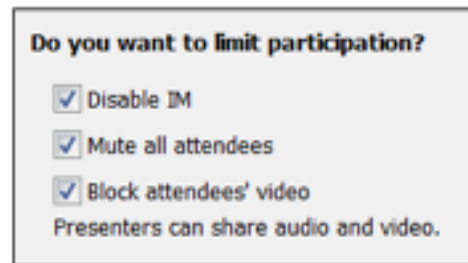 Do you want to limit participation?
Disable IM
Mute all attendees
Block attendees' video
Presenters can share audio and video.